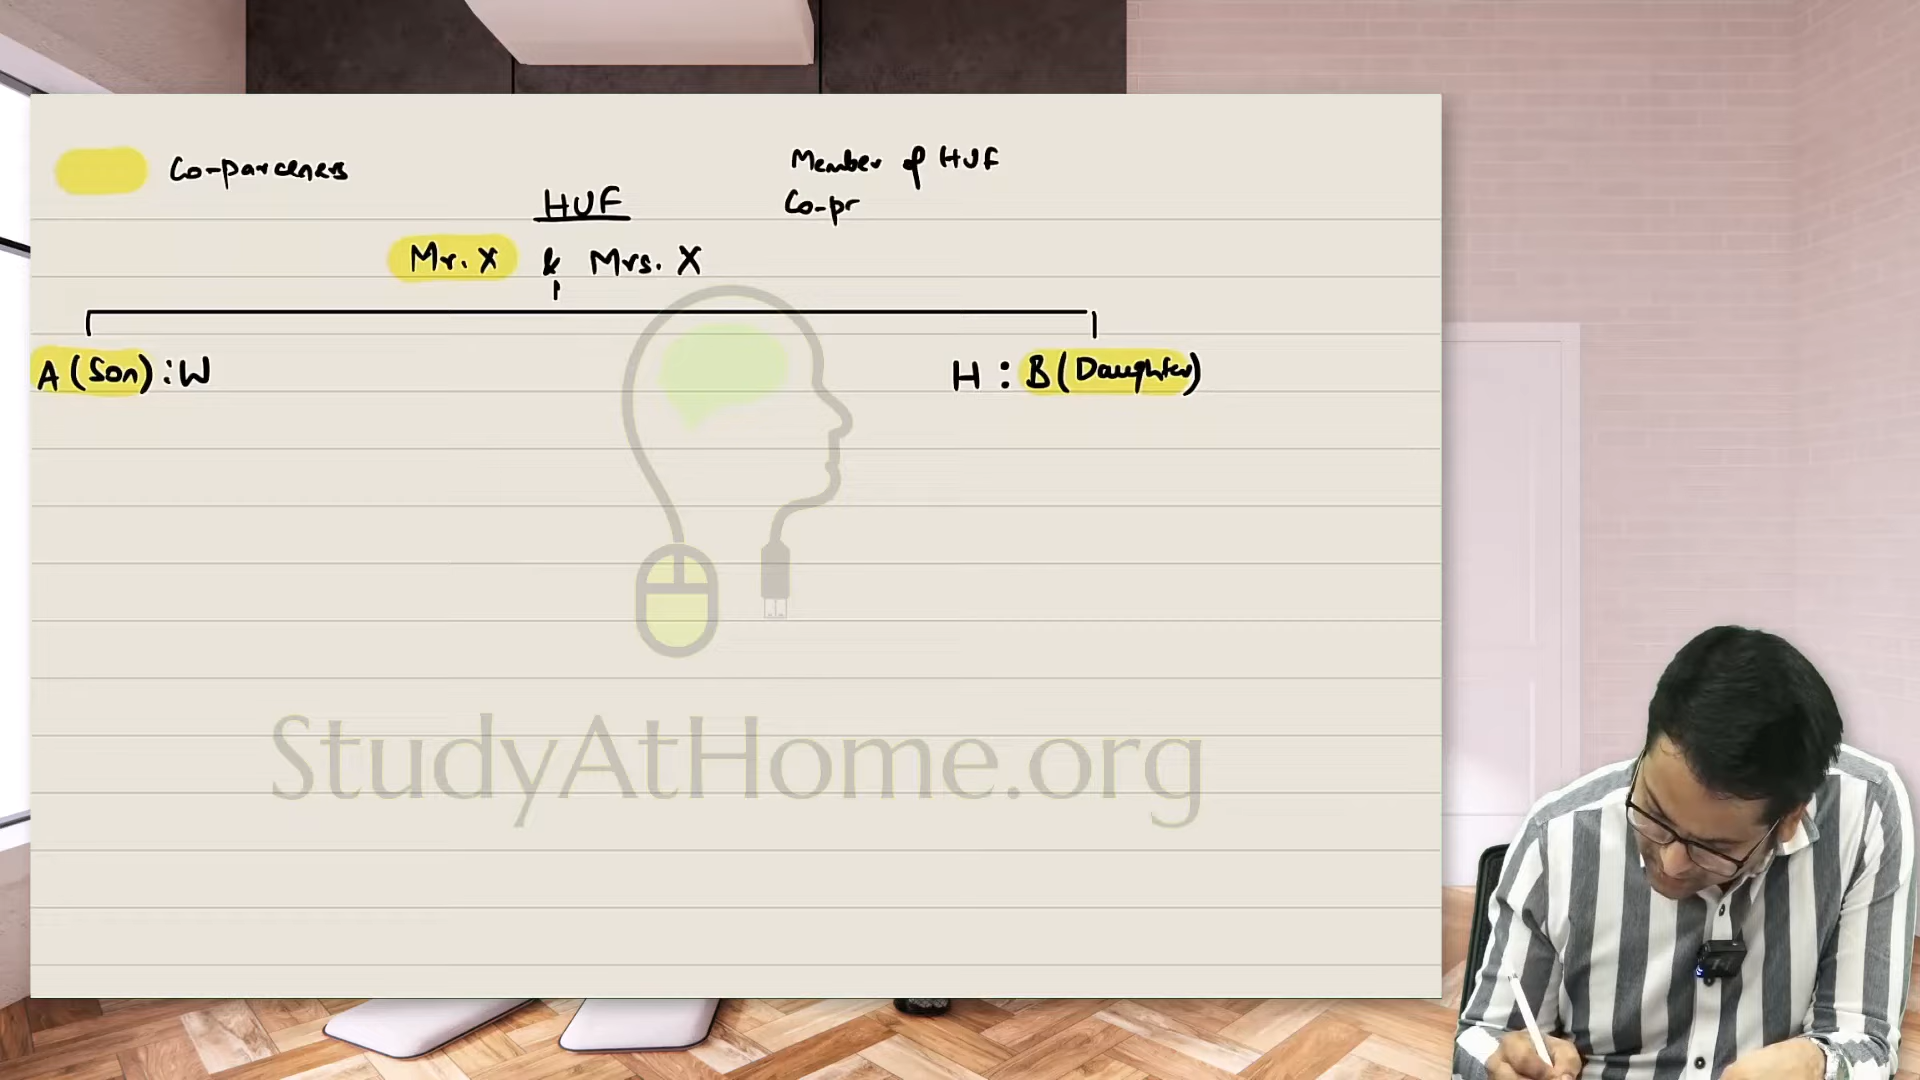 Co-parceners
Member of HUF
Co-pr
HUF
Mr. X & Mrs. X
A (Son) : W
H : B (Daughter)
StudyAtHome.org